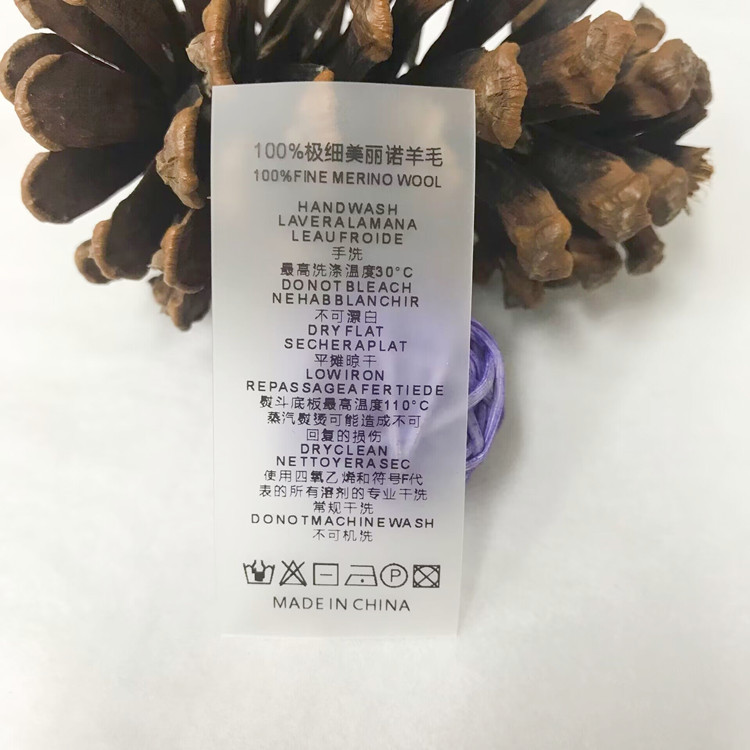 100%极细美丽诺羊毛
100%FINE MERINO WOOL
HANDWASH
LAVERALAMANA
LEAUFROIDE
手洗
最高洗涤温度30°C
DONOTBLEACH
NEHABBLANCHIR
不可漂白
DRYFLAT
SECHERAPLAT
平摊晾干
LOWIRON
REPASSAGEAFERTIEDE
熨斗底板最高温度110°C
蒸汽熨烫可能造成不可
回复的损伤
DRYCLEAN
NETTOYERASEC
使用四氧乙烯和符号F代
表的所有溶剂的专业干洗
常规干洗
DONOTMACHINEWASH
不可机洗
P
MADE IN CHINA